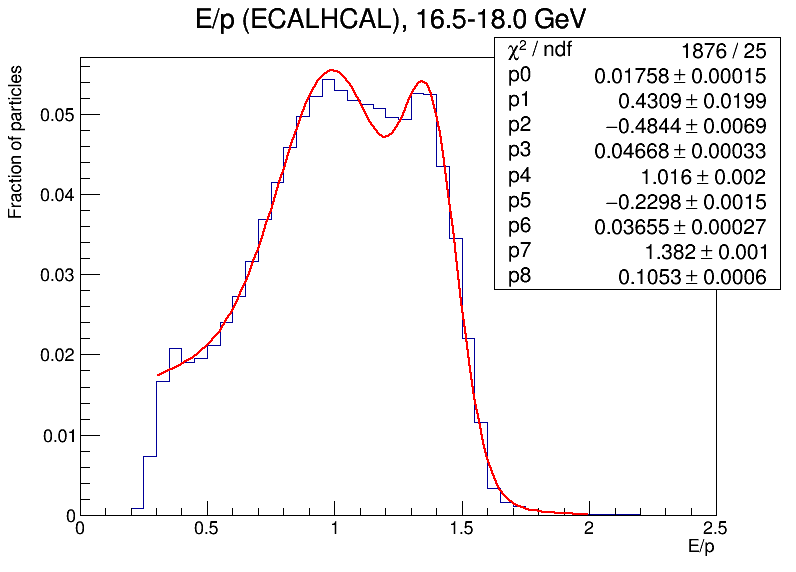 E/p (ECALHCAL), 16.5-18.0 GeV
χ² / ndf 1876 / 25
p0 0.01758 ± 0.00015
p1 0.4309 ± 0.0199
p2 −0.4844 ± 0.0069
p3 0.04668 ± 0.00033
p4 1.016 ± 0.002
p5 −0.2298 ± 0.0015
p6 0.03655 ± 0.00027
p7 1.382 ± 0.001
p8 0.1053 ± 0.0006
Fraction of particles
0.05
0.04
0.03
0.02
0.01
0
0 0.5 1 1.5 2 2.5
E/p